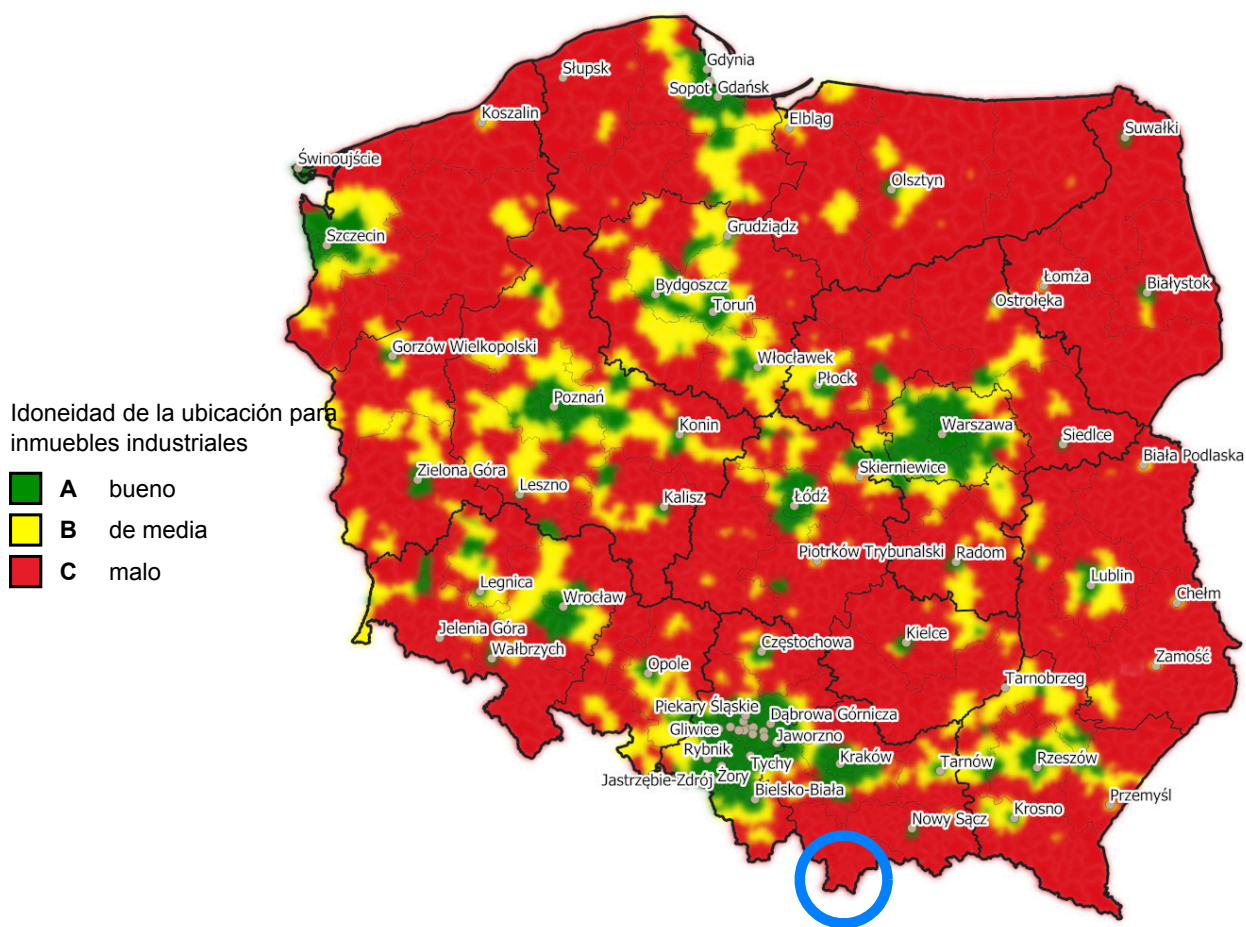 Gdynia
Słupsk
Sopot
Gdańsk
Koszalin
Elbląg
Suwałki
Świnoujście
Olsztyn
Szczecin
Grudziądz
Łomża
Bydgoszcz
Białystok
Ostrołęka
Toruń
Gorzów Wielkopolski
Włocławek
Płock
Idoneidad de la ubicación para
inmuebles industriales
Poznań
Konin
Warszawa
Siedlce
Biała Podlaska
Zielona Góra
Skierniewice
A bueno
Leszno
Kalisz
Łódź
B de media
Piotrków Trybunalski
Radom
C malo
Legnica
Lublin
Wrocław
Chełm
Jelenia Góra
Kielce
Częstochowa
Wałbrzych
Zamość
Opole
Tarnobrzeg
Piekary Śląskie
Dąbrowa Górnicza
Gliwice
Jaworzno
Rybnik
Kraków
Rzeszów
Tychy
Tarnów
Jastrzębie-Zdrój
Żory
Bielsko-Biała
Przemyśl
Krosno
Nowy Sącz